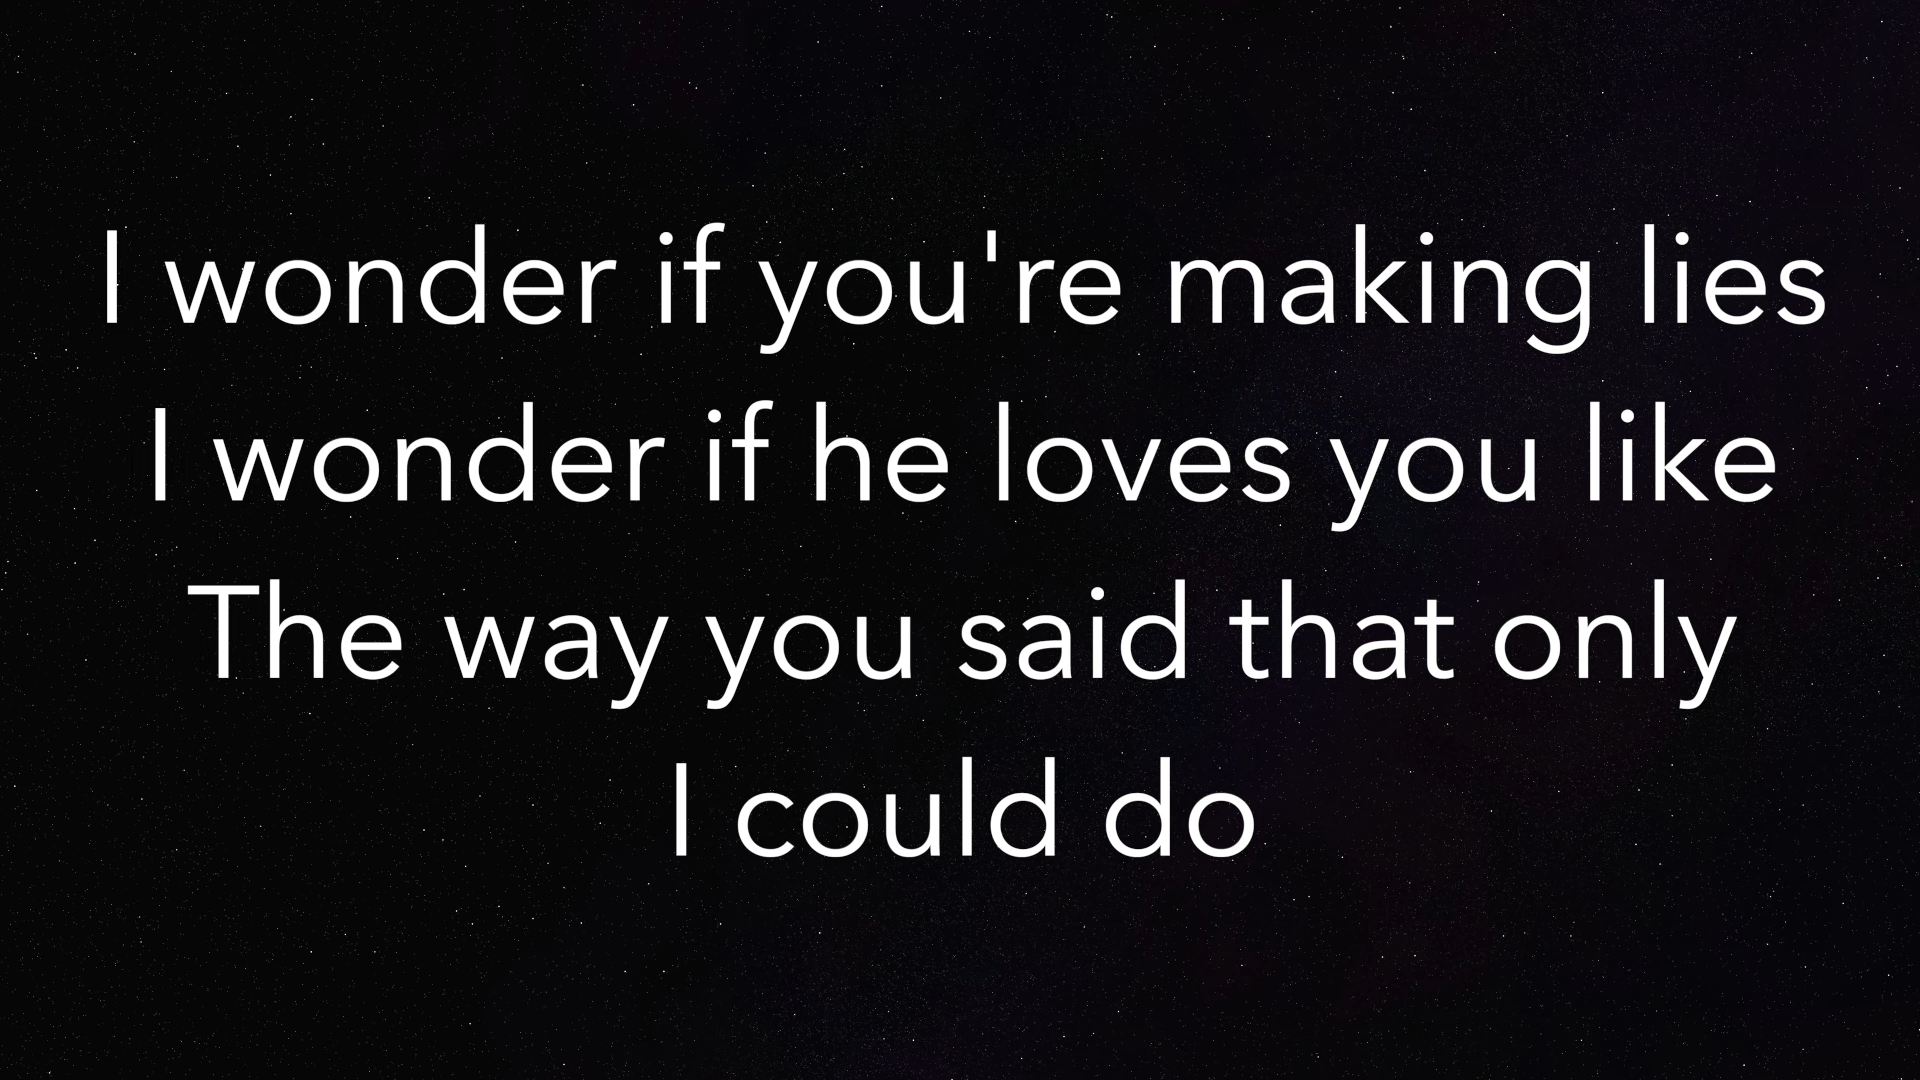 I wonder if you're making lies
I wonder if he loves you like
The way you said that only
I could do